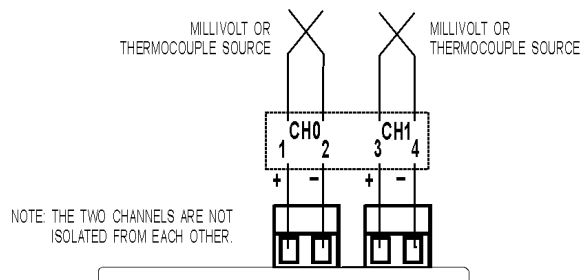 MILLIVOLT OR
THERMOCOUPLE SOURCE
MILLIVOLT OR
THERMOCOUPLE SOURCE
CH0
1 2
CH1
3 4
+ −
+ −
NOTE: THE TWO CHANNELS ARE NOT
ISOLATED FROM EACH OTHER.